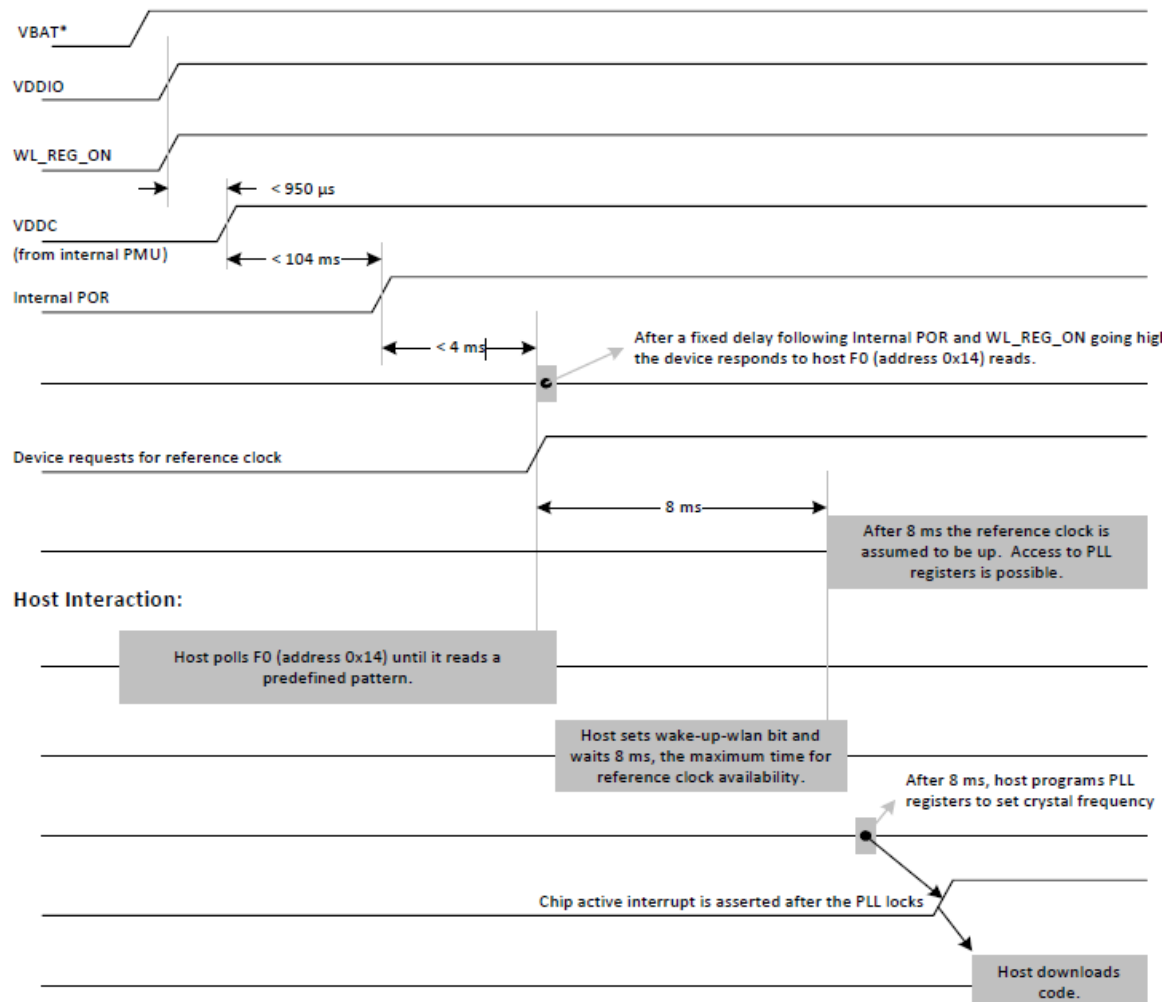 VBAT*
VDDIO
WL_REG_ON
< 950 µs
VDDC
(from internal PMU)
< 104 ms
Internal POR
After a fixed delay following Internal POR and WL_REG_ON going high
the device responds to host F0 (address 0x14) reads.
< 4 ms
Device requests for reference clock
8 ms
After 8 ms the reference clock is
assumed to be up. Access to PLL
registers is possible.
Host Interaction:
Host polls F0 (address 0x14) until it reads a
predefined pattern.
Host sets wake-up-wlan bit and
waits 8 ms, the maximum time for
reference clock availability.
After 8 ms, host programs PLL
registers to set crystal frequency
Chip active interrupt is asserted after the PLL locks
Host downloads
code.